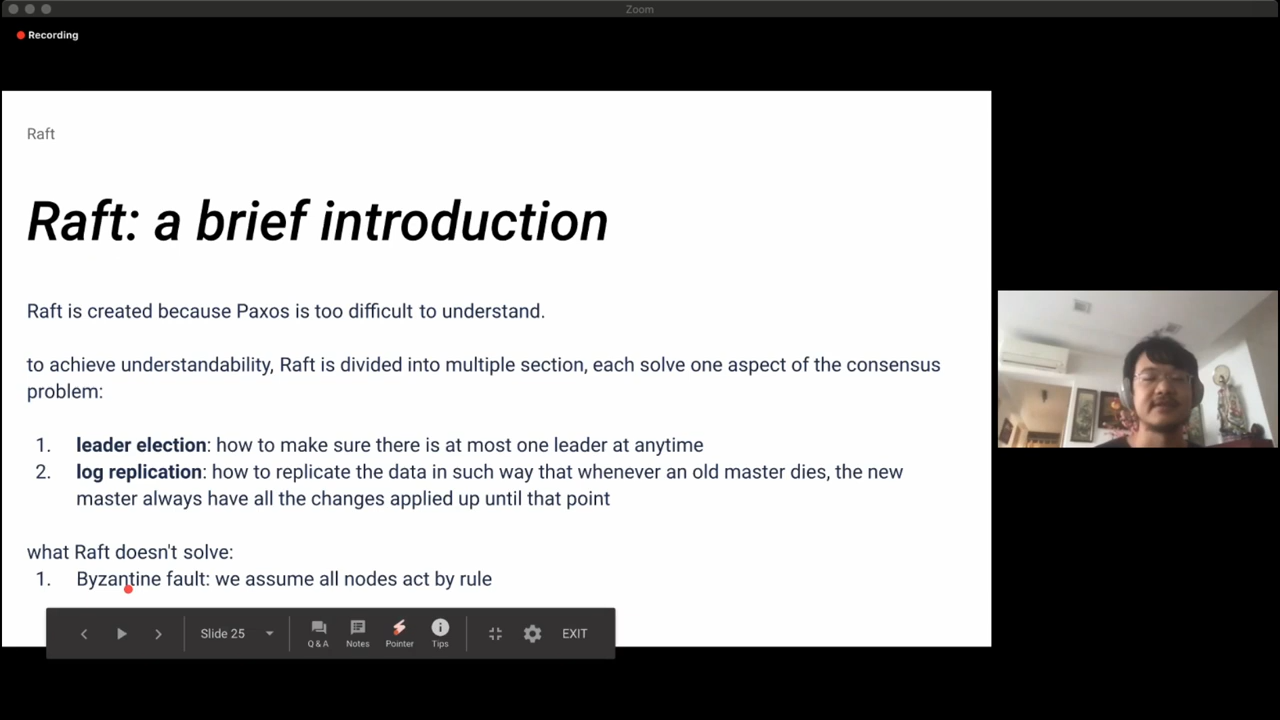 Zoom
Recording
Raft
Raft: a brief introduction
Raft is created because Paxos is too difficult to understand.
to achieve understandability, Raft is divided into multiple section, each solve one aspect of the consensus
problem:
1. leader election: how to make sure there is at most one leader at anytime
2. log replication: how to replicate the data in such way that whenever an old master dies, the new
master always have all the changes applied up until that point
what Raft doesn't solve:
1. Byzantine fault: we assume all nodes act by rule
Slide 25
Q & A Notes Pointer Tips
EXIT